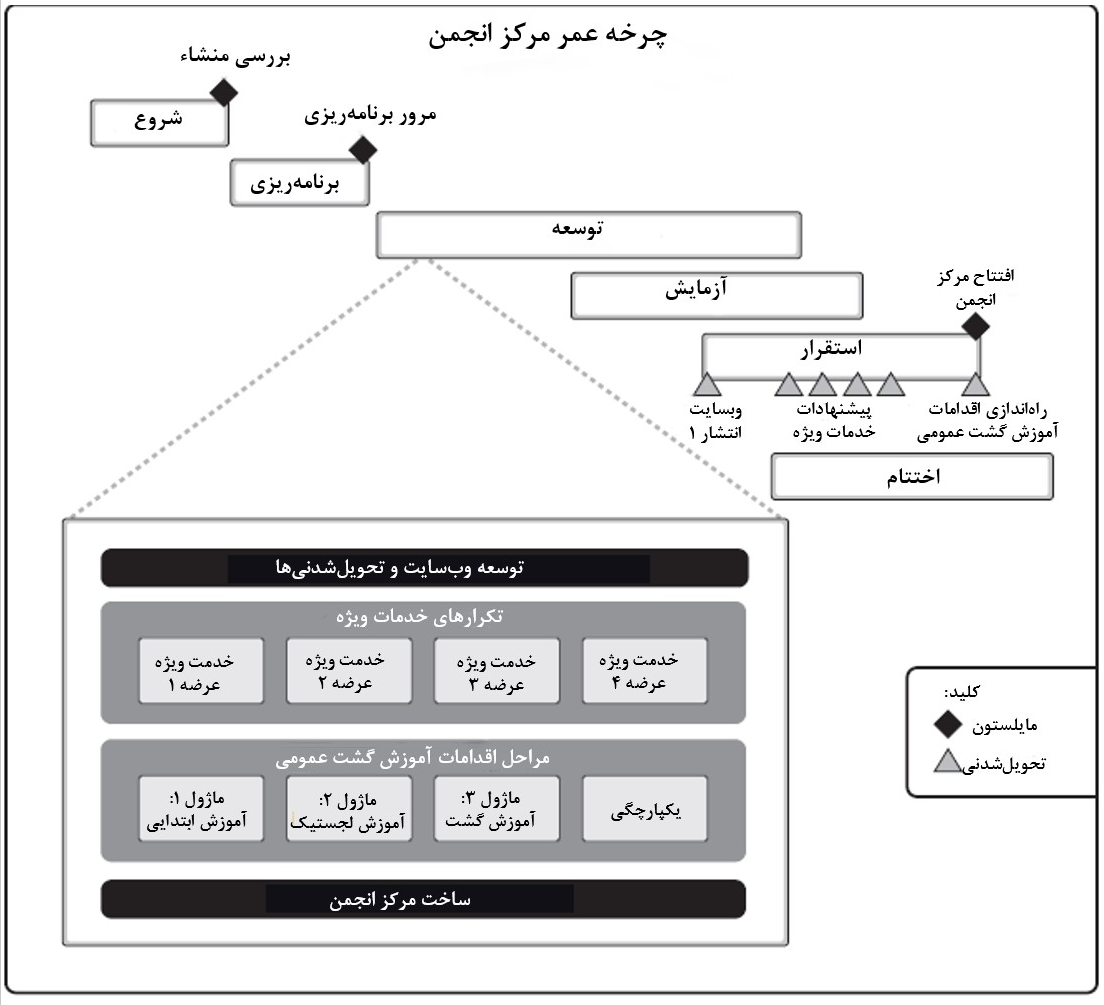 چرخه عمر مرکز انجمن
بررسی منشاء
شروع
مرور برنامه‌ریزی
برنامه‌ریزی
توسعه
آزمایش
افتتاح مرکز
انجمن
استقرار
وبسایت
انتشار ۱
پیشنهادات
خدمات ویژه
راه‌اندازی اقدامات
آموزش گشت عمومی
اختتام
توسعه وب‌سایت و تحویل‌شدنی‌ها
تکرارهای خدمات ویژه
خدمت ویژه
عرضه ۱
خدمت ویژه
عرضه ۲
خدمت ویژه
عرضه ۳
خدمت ویژه
عرضه ۴
مراحل اقدامات آموزش گشت عمومی
ماژول ۱:
آموزش ابتدایی
ماژول ۲:
آموزش لجستیک
ماژول ۳:
آموزش گشت
یکپارچگی
ساخت مرکز انجمن
کلید:
مایلستون
تحویل‌شدنی